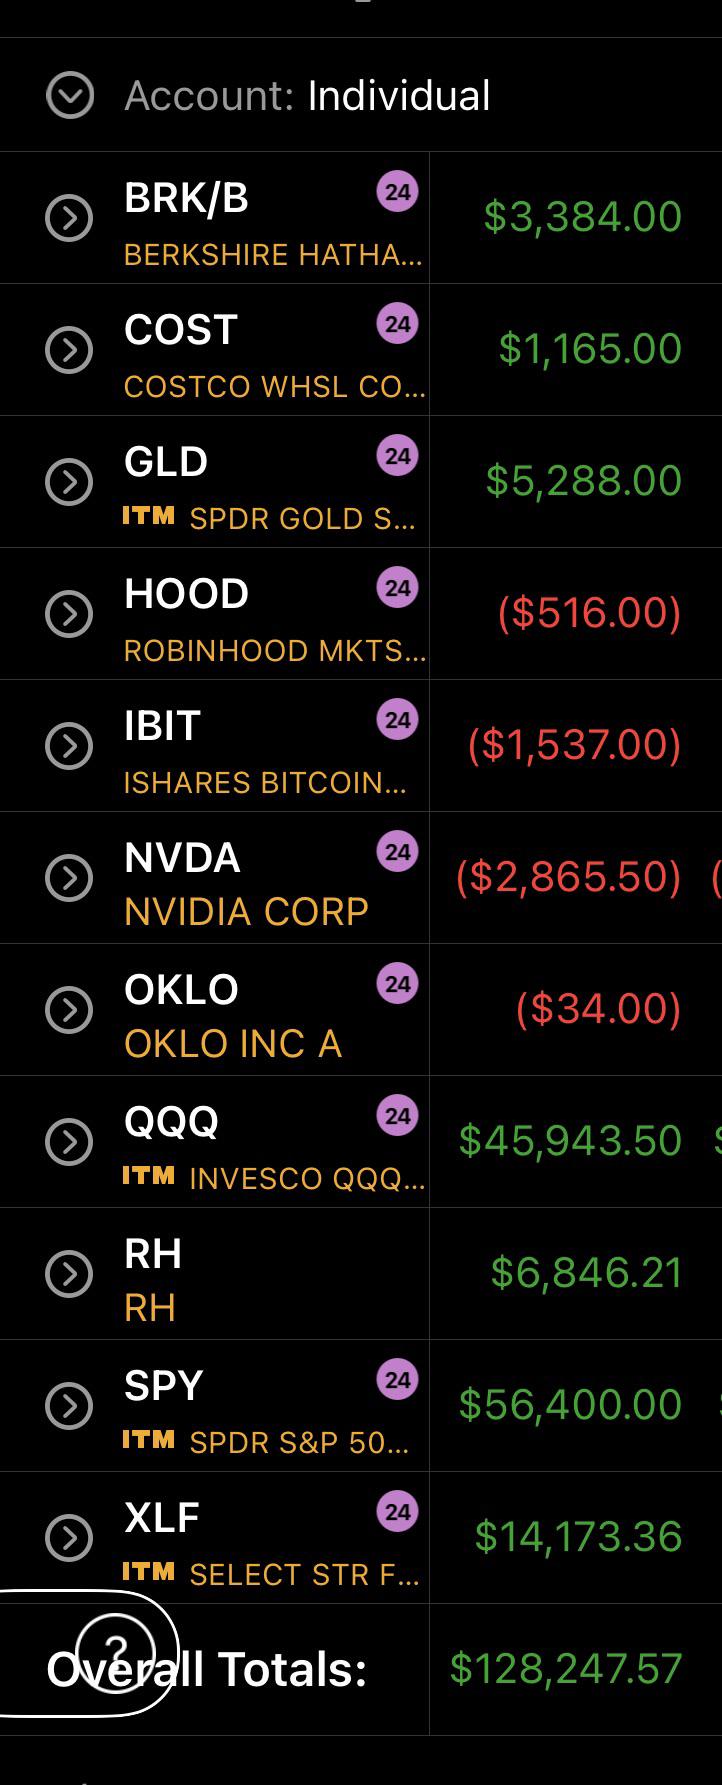 Account: Individual
BRK/B 24 $3,384.00
BERKSHIRE HATHA...
COST 24 $1,165.00
COSTCO WHSL CO...
GLD 24 $5,288.00
ITM SPDR GOLD S...
HOOD 24 ($516.00)
ROBINHOOD MKTS...
IBIT 24 ($1,537.00)
ISHARES BITCOIN...
NVDA 24 ($2,865.50) (
NVIDIA CORP
OKLO 24 ($34.00)
OKLO INC A
QQQ 24 $45,943.50
ITM INVESCO QQQ...
RH $6,846.21
RH
SPY 24 $56,400.00
ITM SPDR S&P 50...
XLF 24 $14,173.36
ITM SELECT STR F...
?
Overall Totals: $128,247.57